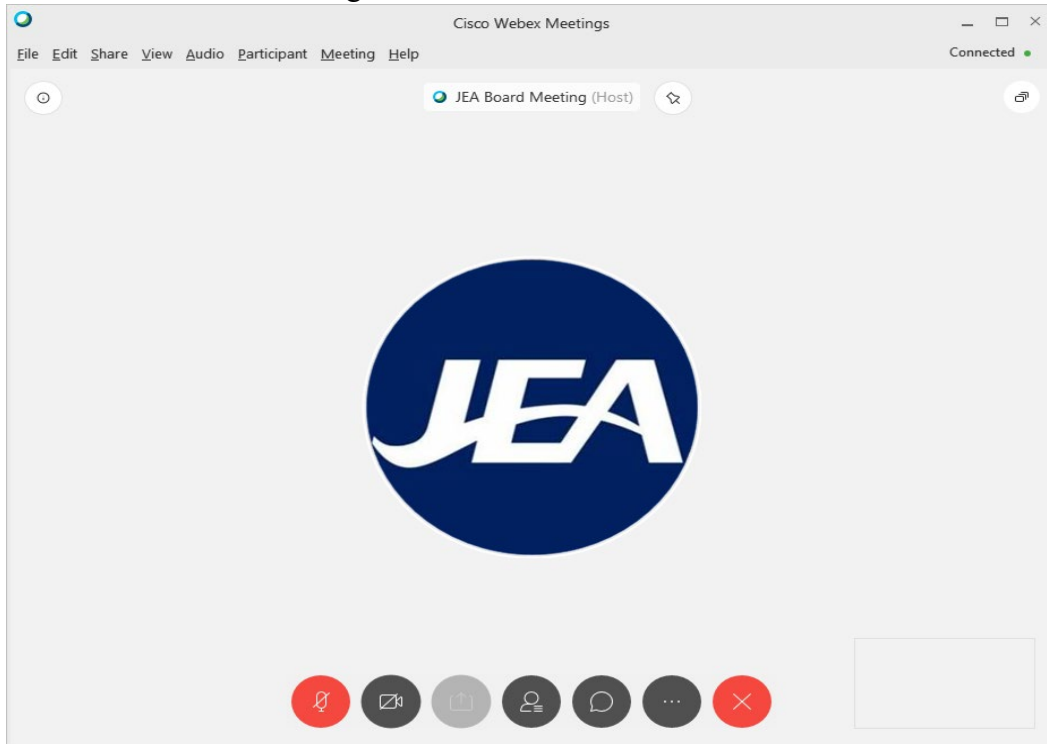 Cisco Webex Meetings
File Edit Share View Audio Participant Meeting Help Connected
JEA Board Meeting (Host)
JEA